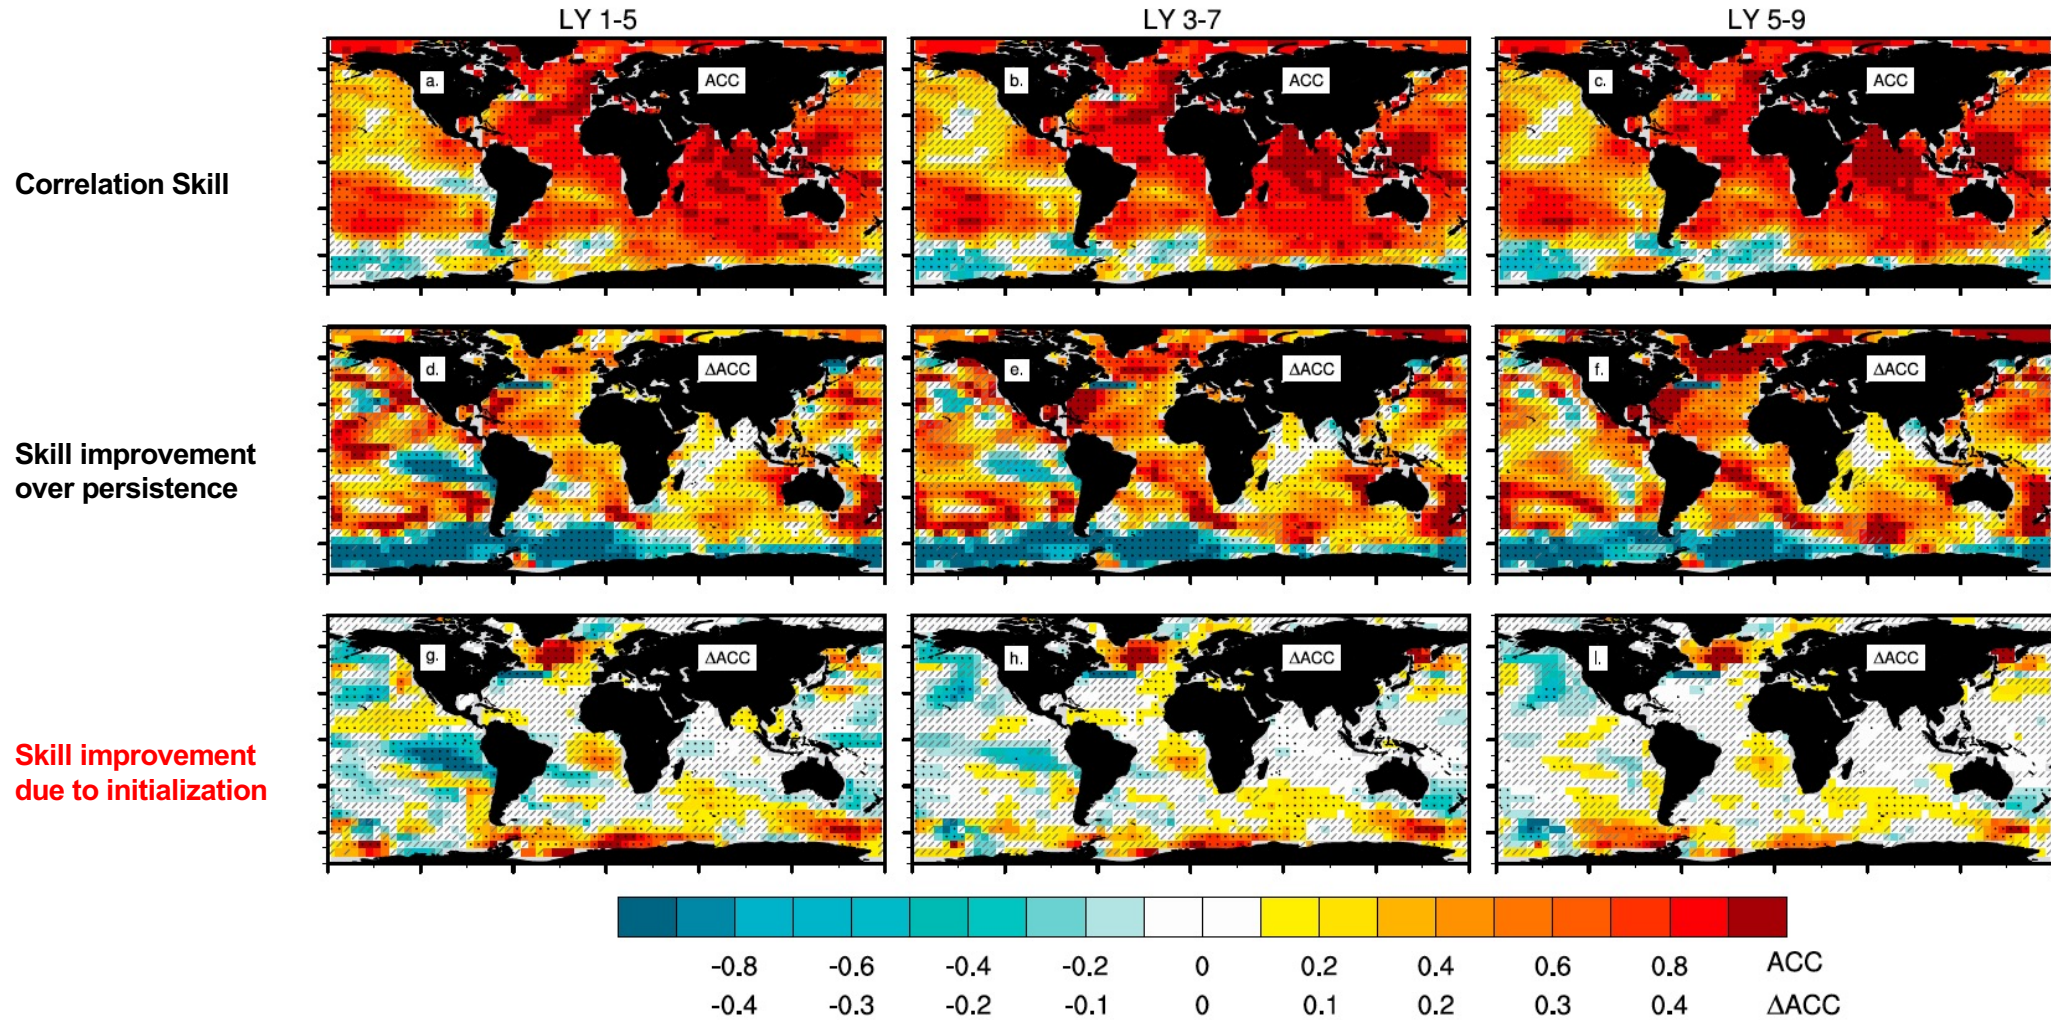 LY 1-5
LY 3-7
LY 5-9
Correlation Skill
a.
ACC
b.
ACC
c.
ACC
Skill improvement
over persistence
d.
ΔACC
e.
ΔACC
f.
ΔACC
Skill improvement
due to initialization
g.
ΔACC
h.
ΔACC
I.
ΔACC
-0.8 -0.6 -0.4 -0.2 0 0.2 0.4 0.6 0.8 ACC
-0.4 -0.3 -0.2 -0.1 0 0.1 0.2 0.3 0.4 ΔACC